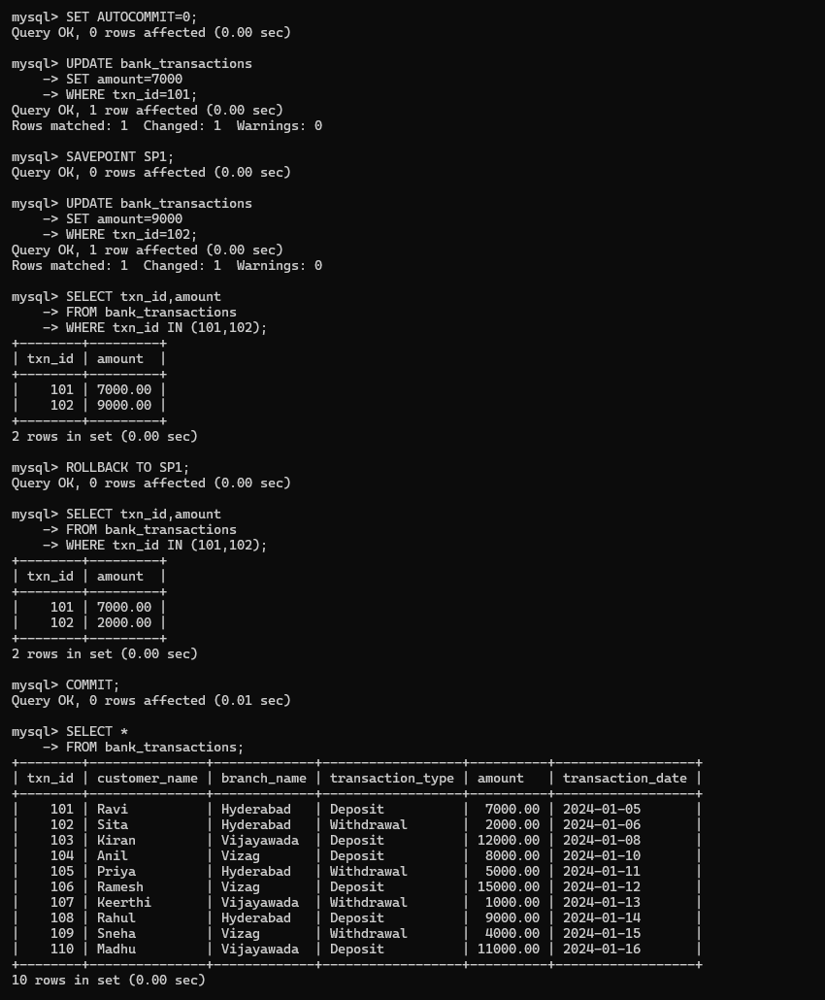 mysql> SET AUTOCOMMIT=0;
Query OK, 0 rows affected (0.00 sec)

mysql> UPDATE bank_transactions
    -> SET amount=7000
    -> WHERE txn_id=101;
Query OK, 1 row affected (0.00 sec)
Rows matched: 1  Changed: 1  Warnings: 0

mysql> SAVEPOINT SP1;
Query OK, 0 rows affected (0.00 sec)

mysql> UPDATE bank_transactions
    -> SET amount=9000
    -> WHERE txn_id=102;
Query OK, 1 row affected (0.00 sec)
Rows matched: 1  Changed: 1  Warnings: 0

mysql> SELECT txn_id,amount
    -> FROM bank_transactions
    -> WHERE txn_id IN (101,102);
+--------+---------+
| txn_id | amount  |
+--------+---------+
|    101 | 7000.00 |
|    102 | 9000.00 |
+--------+---------+
2 rows in set (0.00 sec)

mysql> ROLLBACK TO SP1;
Query OK, 0 rows affected (0.00 sec)

mysql> SELECT txn_id,amount
    -> FROM bank_transactions
    -> WHERE txn_id IN (101,102);
+--------+---------+
| txn_id | amount  |
+--------+---------+
|    101 | 7000.00 |
|    102 | 2000.00 |
+--------+---------+
2 rows in set (0.00 sec)

mysql> COMMIT;
Query OK, 0 rows affected (0.01 sec)

mysql> SELECT *
    -> FROM bank_transactions;
+--------+---------------+-------------+------------------+----------+------------------+
| txn_id | customer_name | branch_name | transaction_type | amount   | transaction_date |
+--------+---------------+-------------+------------------+----------+------------------+
|    101 | Ravi          | Hyderabad   | Deposit          |  7000.00 | 2024-01-05       |
|    102 | Sita          | Hyderabad   | Withdrawal       |  2000.00 | 2024-01-06       |
|    103 | Kiran         | Vijayawada  | Deposit          | 12000.00 | 2024-01-08       |
|    104 | Anil          | Vizag       | Deposit          |  8000.00 | 2024-01-10       |
|    105 | Priya         | Hyderabad   | Withdrawal       |  5000.00 | 2024-01-11       |
|    106 | Ramesh        | Vizag       | Deposit          | 15000.00 | 2024-01-12       |
|    107 | Keerthi       | Vijayawada  | Withdrawal       |  1000.00 | 2024-01-13       |
|    108 | Rahul         | Hyderabad   | Deposit          |  9000.00 | 2024-01-14       |
|    109 | Sneha         | Vizag       | Withdrawal       |  4000.00 | 2024-01-15       |
|    110 | Madhu         | Vijayawada  | Deposit          | 11000.00 | 2024-01-16       |
+--------+---------------+-------------+------------------+----------+------------------+
10 rows in set (0.00 sec)